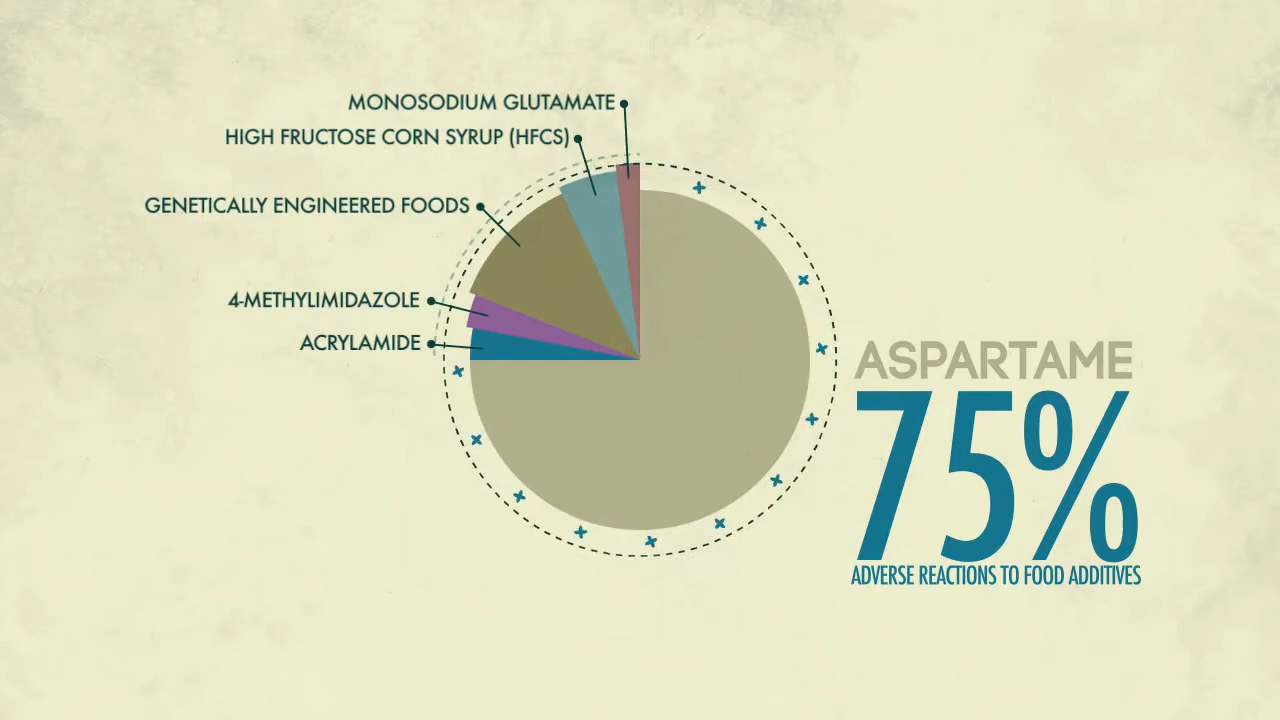 MONOSODIUM GLUTAMATE
HIGH FRUCTOSE CORN SYRUP (HFCS)
GENETICALLY ENGINEERED FOODS
4-METHYLIMIDAZOLE
ACRYLAMIDE
ASPARTAME
75%
ADVERSE REACTIONS TO FOOD ADDITIVES